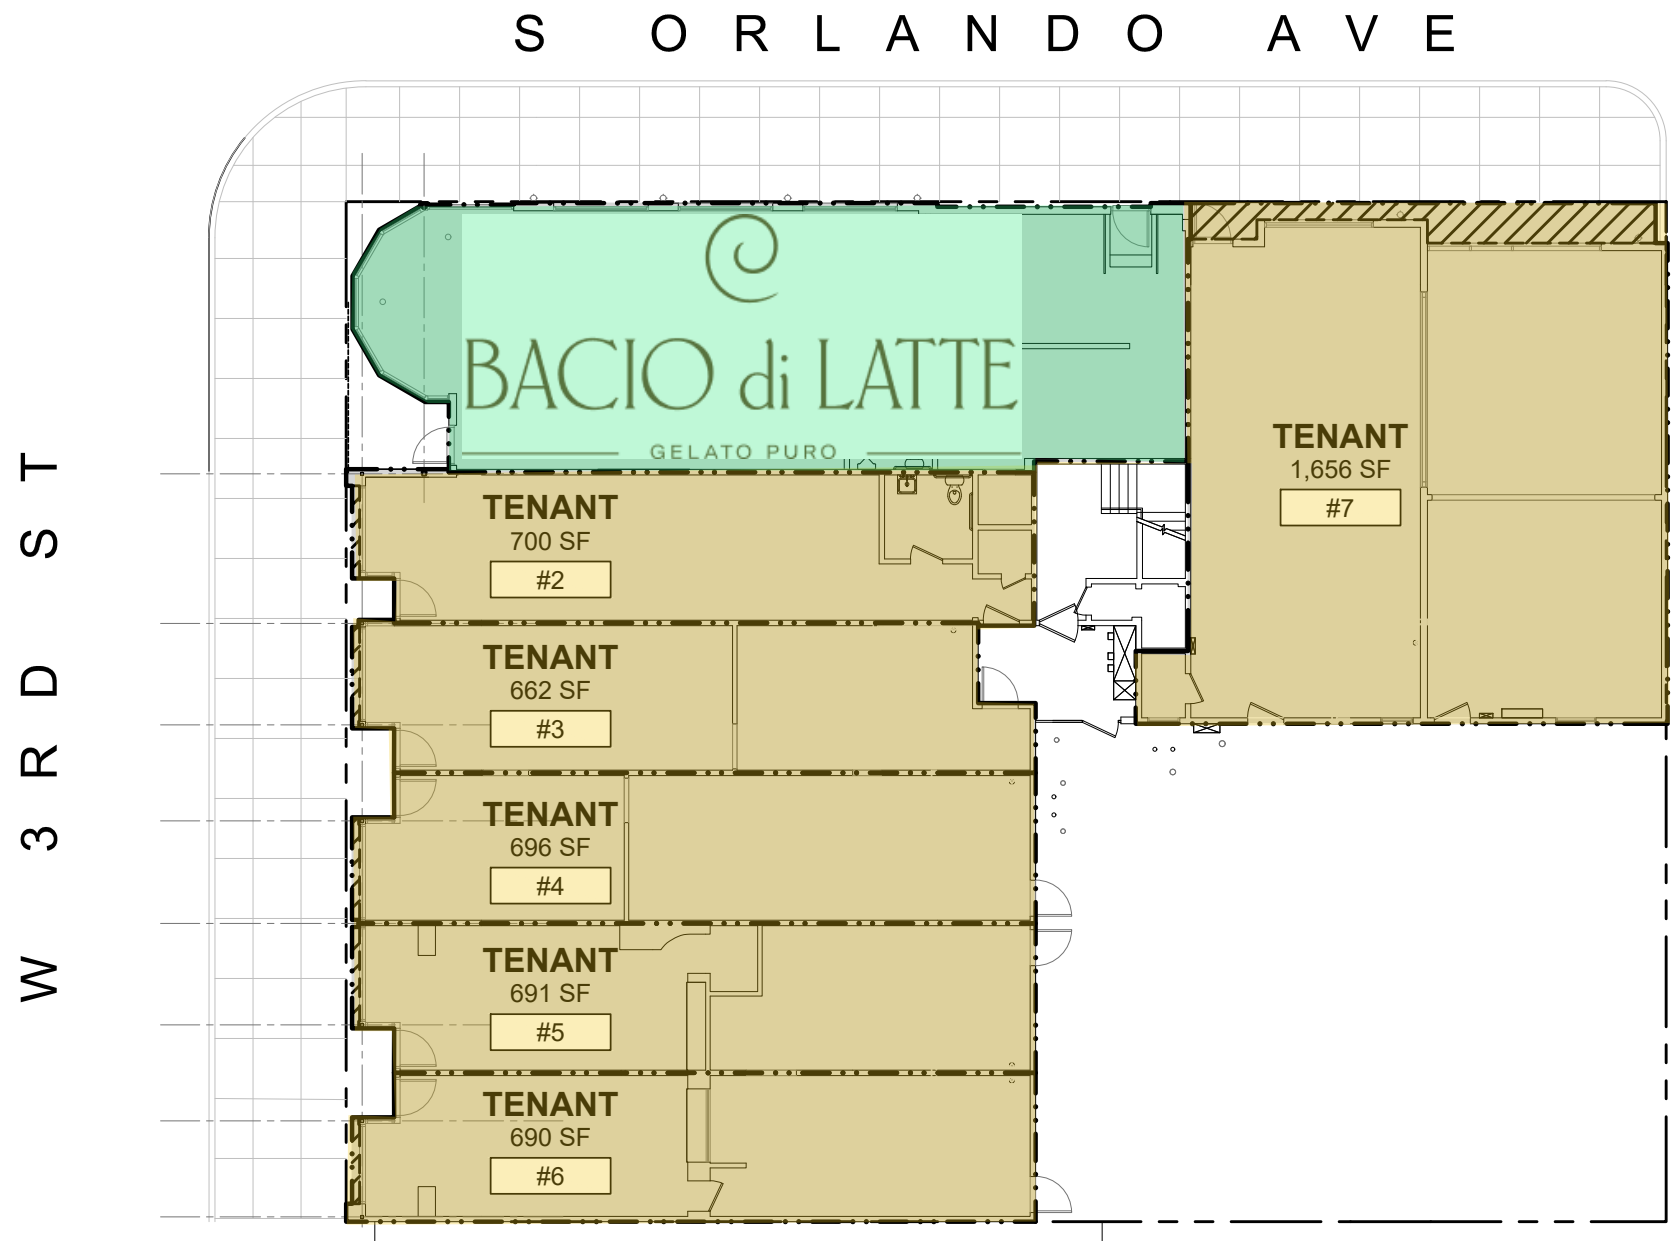 S ORLANDO AVE
W 3RD ST
BACIO di LATTE
GELATO PURO
TENANT
1,656 SF
#7
TENANT
700 SF
#2
TENANT
662 SF
#3
TENANT
696 SF
#4
TENANT
691 SF
#5
TENANT
690 SF
#6